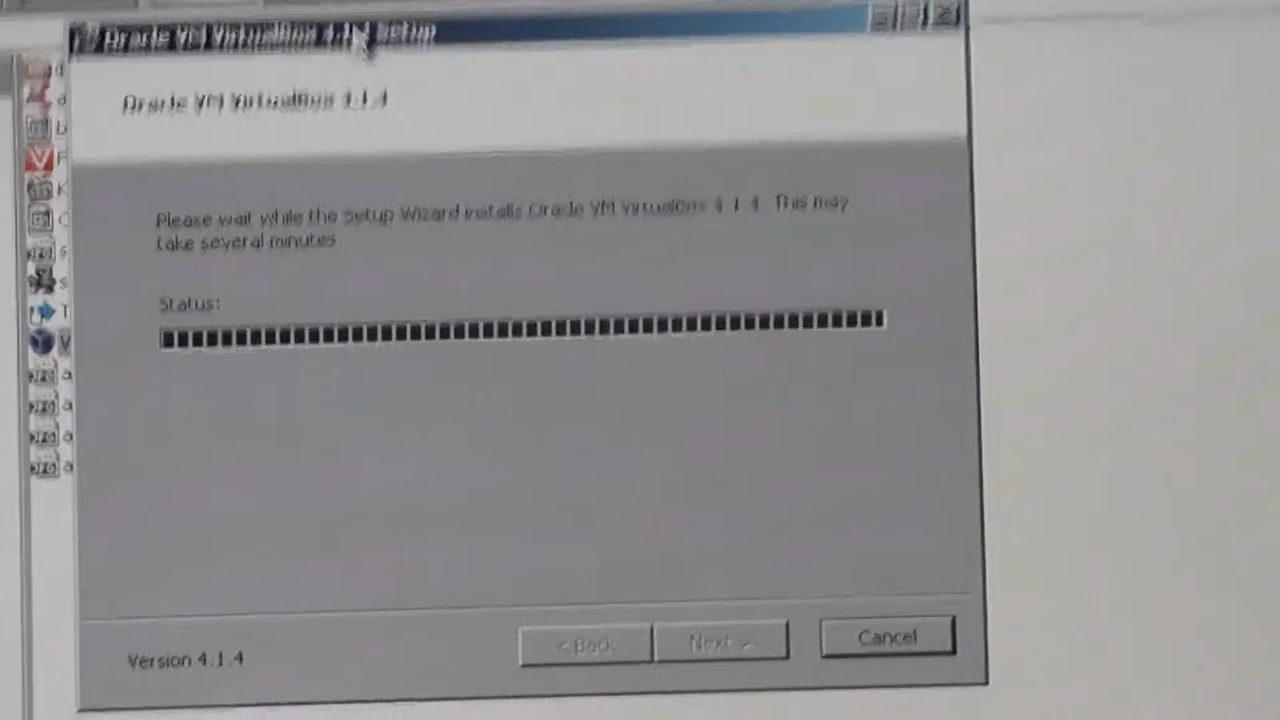 Oracle VM VirtualBox 4.1.4 Setup
Oracle VM VirtualBox 4.1.4
Please wait while the Setup Wizard installs Oracle VM VirtualBox 4.1.4. This may
take several minutes.
Status:
< Back
Next >
Cancel
Version 4.1.4